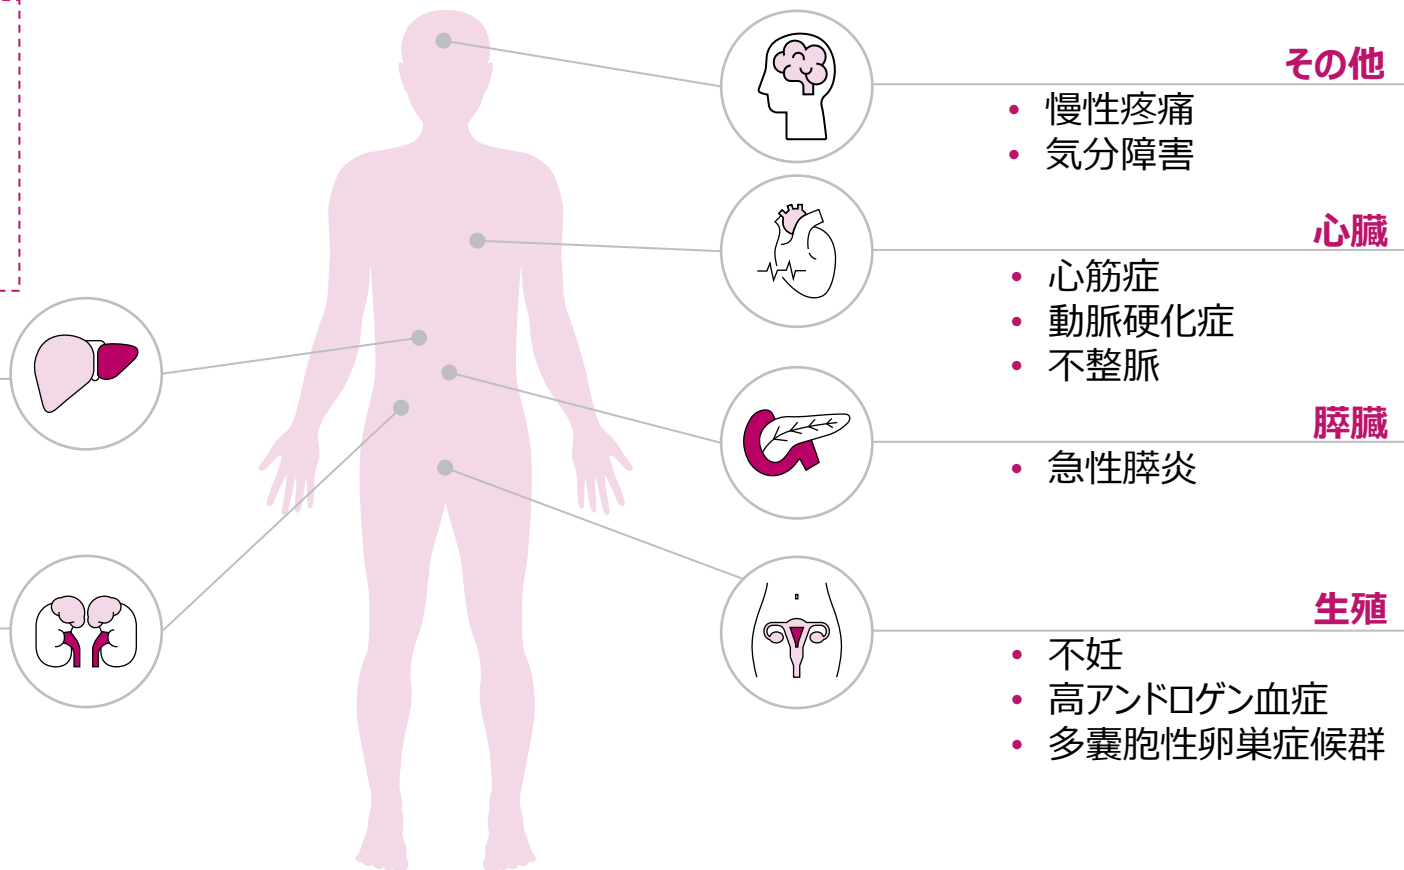 その他
• 慢性疼痛
• 気分障害
心臓
• 心筋症
• 動脈硬化症
• 不整脈
膵臓
• 急性膵炎
生殖
• 不妊
• 高アンドロゲン血症
• 多嚢胞性卵巣症候群